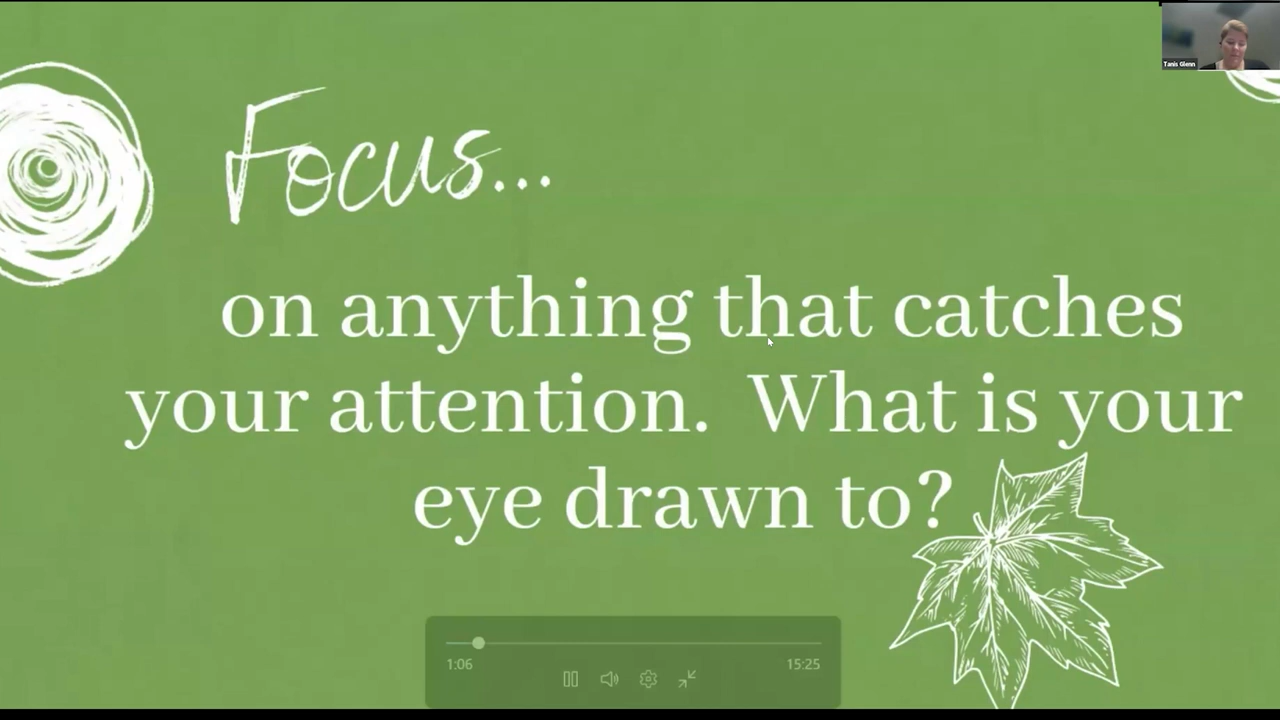 Tanis Glenn
Focus...
on anything that catches
your attention.  What is your
eye drawn to?
1:06
15:25